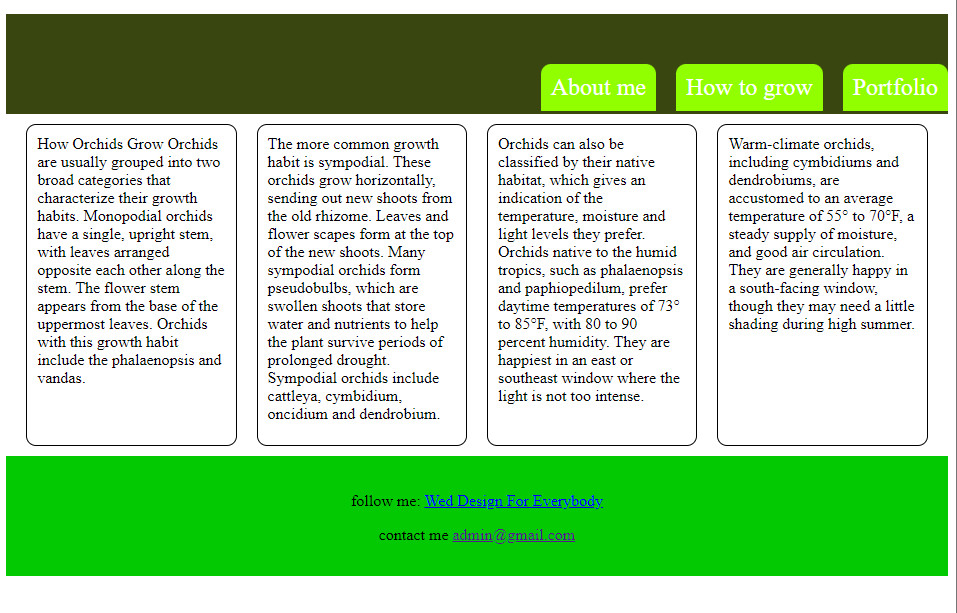 About me
How to grow
Portfolio
How Orchids Grow Orchids
are usually grouped into two
broad categories that
characterize their growth
habits. Monopodial orchids
have a single, upright stem,
with leaves arranged
opposite each other along the
stem. The flower stem
appears from the base of the
uppermost leaves. Orchids
with this growth habit
include the phalaenopsis and
vandas.
The more common growth
habit is sympodial. These
orchids grow horizontally,
sending out new shoots from
the old rhizome. Leaves and
flower scapes form at the top
of the new shoots. Many
sympodial orchids form
pseudobulbs, which are
swollen shoots that store
water and nutrients to help
the plant survive periods of
prolonged drought.
Sympodial orchids include
cattleya, cymbidium,
oncidium and dendrobium.
Orchids can also be
classified by their native
habitat, which gives an
indication of the
temperature, moisture and
light levels they prefer.
Orchids native to the humid
tropics, such as phalaenopsis
and paphiopedilum, prefer
daytime temperatures of 73°
to 85°F, with 80 to 90
percent humidity. They are
happiest in an east or
southeast window where the
light is not too intense.
Warm-climate orchids,
including cymbidiums and
dendrobiums, are
accustomed to an average
temperature of 55° to 70°F, a
steady supply of moisture,
and good air circulation.
They are generally happy in
a south-facing window,
though they may need a little
shading during high summer.
follow me: Wed Design For Everybody
contact me admin@gmail.com